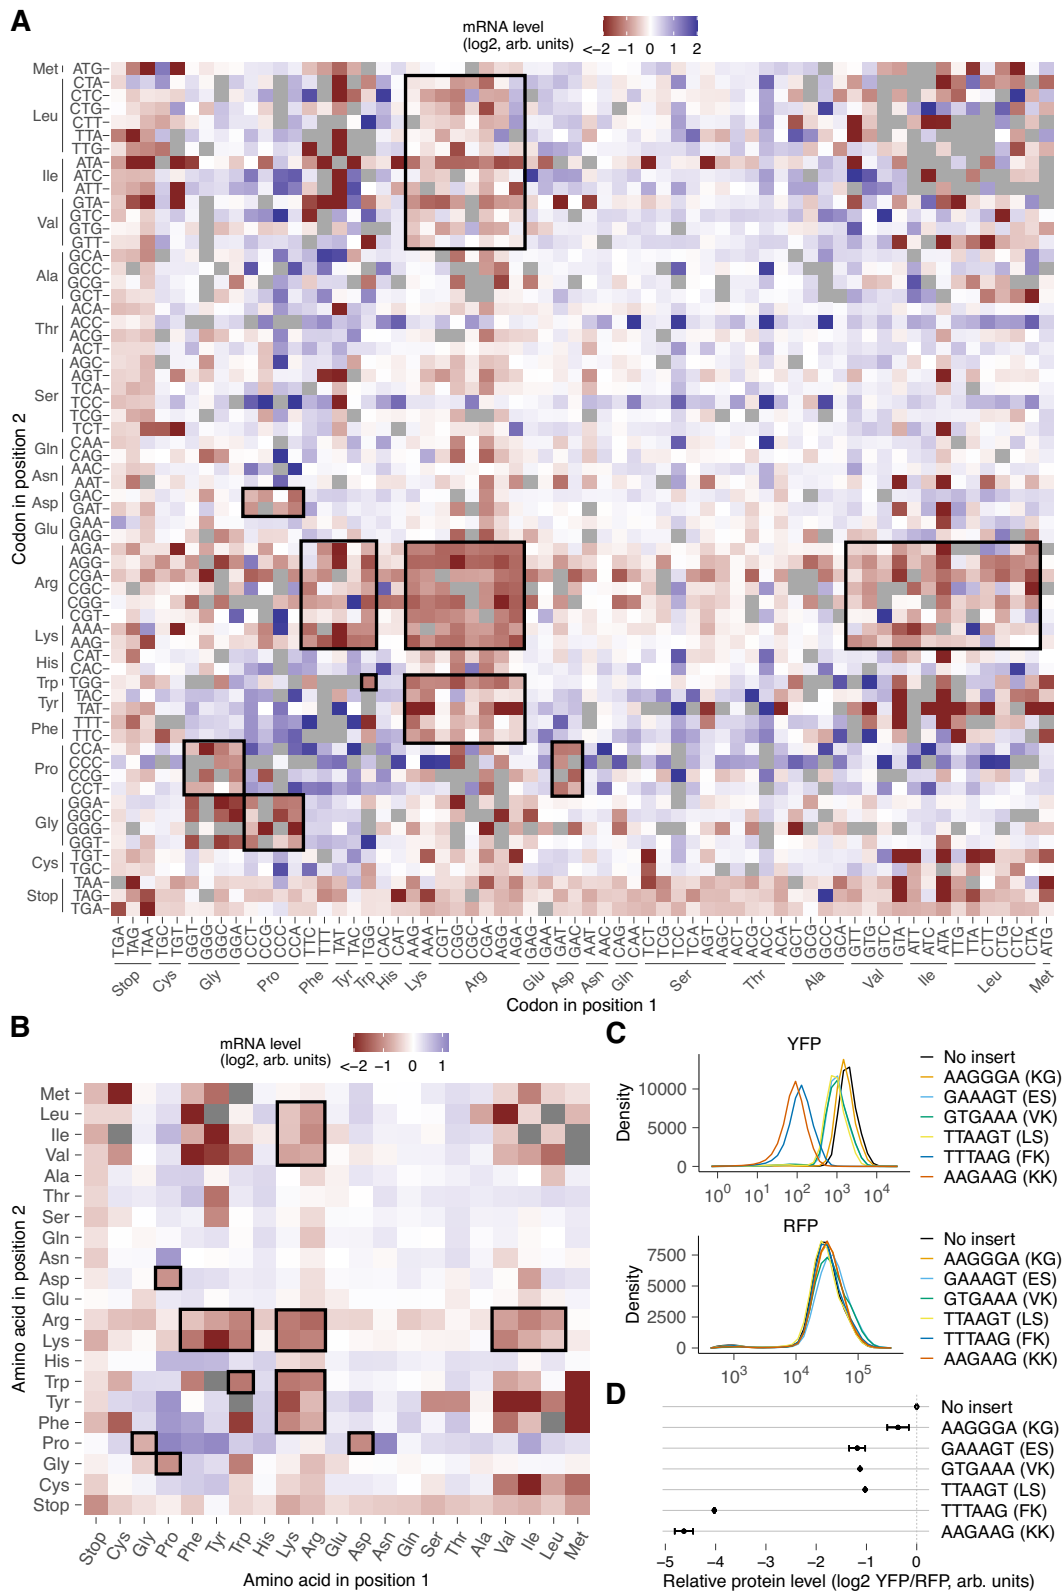 A
mRNA level
(log2, arb. units)
<−2 −1 0 1 2
Codon in position 2
Met ATG
Leu CTA
CTC
CTG
CTT
TTA
TTG
Ile ATA
ATC
ATT
Val GTA
GTC
GTG
GTT
Ala GCA
GCC
GCG
GCT
Thr ACA
ACC
ACG
ACT
Ser AGC
AGT
TCA
TCC
TCG
TCT
Gln CAA
CAG
Asn AAC
AAT
Asp GAC
GAT
Glu GAA
GAG
Arg AGA
AGG
CGA
CGC
CGG
CGT
Lys AAA
AAG
His CAT
CAC
Trp TGG
Tyr TAC
TAT
Phe TTT
TTC
Pro CCA
CCC
CCG
CCT
Gly GGA
GGC
GGG
GGT
Cys TGT
TGC
Stop TAA
TAG
TGA
TGA TAG TAA TGC TGT GGT GGG GGC GGA CCT CCG CCC CCA TTC TTT TAT TAC TGG CAC CAT AAG AAA CGT CGG CGC CGA AGG AGA GAG GAA GAT GAC AAT AAC CAG CAA TCT TCG TCC TCA AGT AGC ACT ACG ACC ACA GCT GCG GCC GCA GTT GTG GTC GTA ATT ATC ATA TTG TTA CTT CTG CTC CTA ATG
Stop Cys Gly Pro Phe Tyr Trp His Lys Arg Glu Asp Asn Gln Ser Thr Ala Val Ile Leu Met
Codon in position 1
B
mRNA level
(log2, arb. units)
<−2 −1 0 1
Amino acid in position 2
Met
Leu
Ile
Val
Ala
Thr
Ser
Gln
Asn
Asp
Glu
Arg
Lys
His
Trp
Tyr
Phe
Pro
Gly
Cys
Stop
Stop Cys Gly Pro Phe Tyr Trp His Lys Arg Glu Asp Asn Gln Ser Thr Ala Val Ile Leu Met
Amino acid in position 1
C
YFP
Density
10000
5000
0
10^0 10^1 10^2 10^3 10^4
No insert
AAGGGA (KG)
GAAAGT (ES)
GTGAAA (VK)
TTAAGT (LS)
TTTAAG (FK)
AAGAAG (KK)
RFP
Density
7500
5000
2500
0
10^3 10^4 10^5
No insert
AAGGGA (KG)
GAAAGT (ES)
GTGAAA (VK)
TTAAGT (LS)
TTTAAG (FK)
AAGAAG (KK)
D
No insert
AAGGGA (KG)
GAAAGT (ES)
GTGAAA (VK)
TTAAGT (LS)
TTTAAG (FK)
AAGAAG (KK)
−5 −4 −3 −2 −1 0
Relative protein level (log2 YFP/RFP, arb. units)